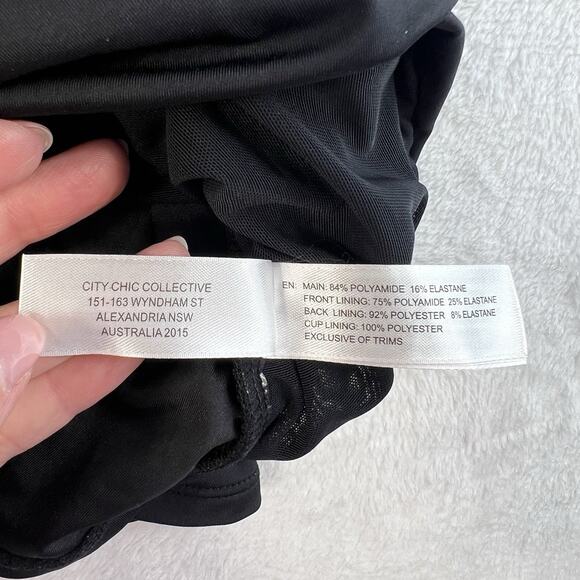 CITY CHIC COLLECTIVE
151-163 WYNDHAM ST
ALEXANDRIA NSW
AUSTRALIA 2015
EN: MAIN: 84% POLYAMIDE 16% ELASTANE
FRONT LINING: 75% POLYAMIDE 25% ELASTANE
BACK LINING: 92% POLYESTER 8% ELASTANE
CUP LINING: 100% POLYESTER
EXCLUSIVE OF TRIMS